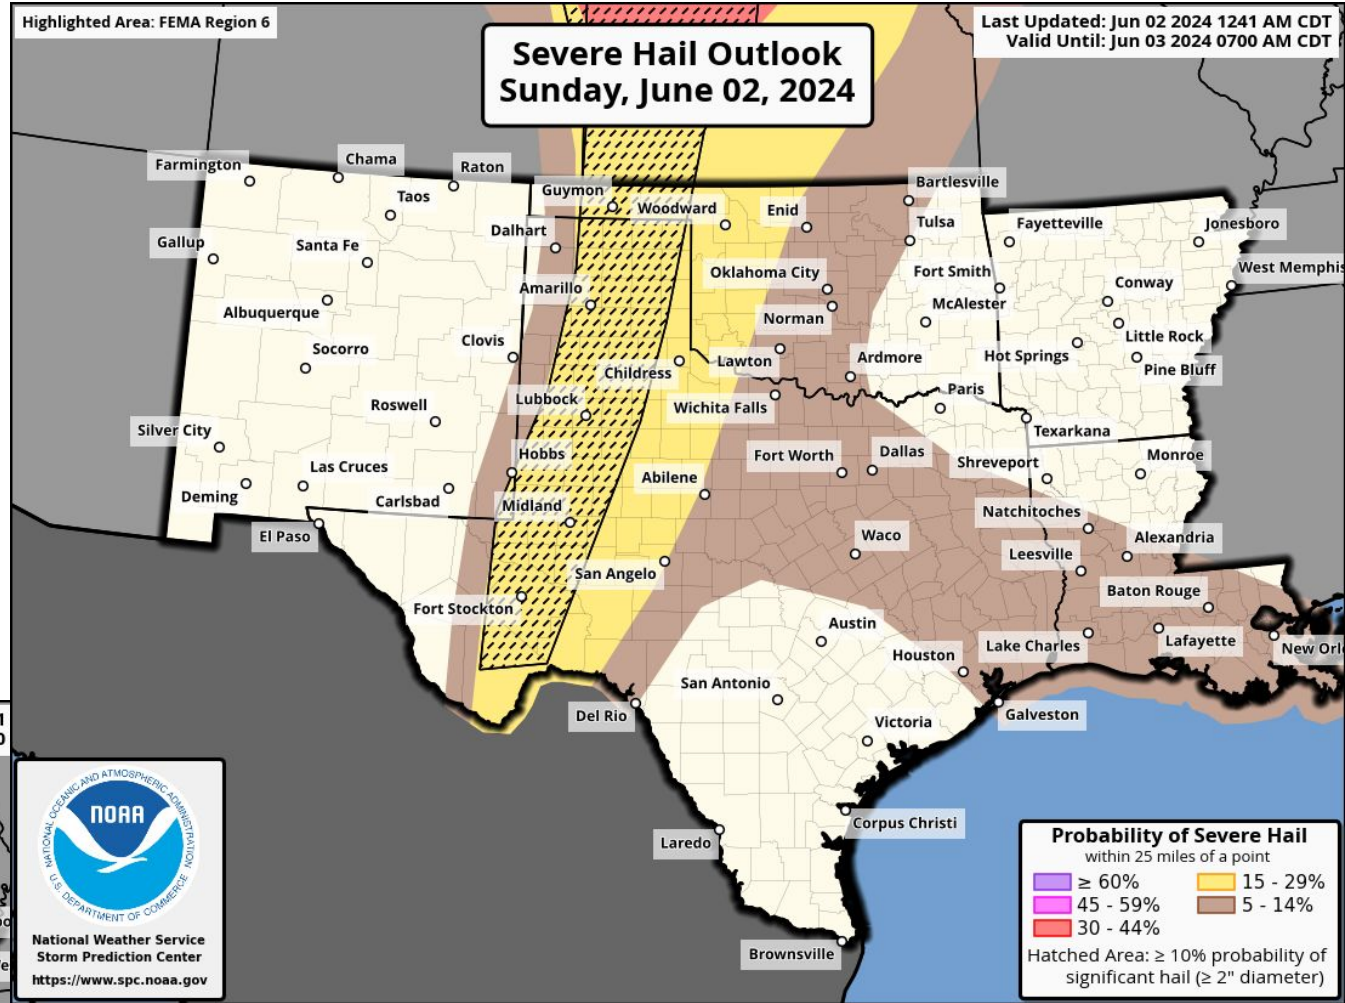 Highlighted Area: FEMA Region 6
Severe Hail Outlook
Sunday, June 02, 2024
Last Updated: Jun 02 2024 1241 AM CDT
Valid Until: Jun 03 2024 0700 AM CDT
Farmington
Chama
Raton
Taos
Guymon
Woodward
Enid
Bartlesville
Tulsa
Fayetteville
Jonesboro
Gallup
Santa Fe
Dalhart
Oklahoma City
Fort Smith
West Memphis
Albuquerque
Amarillo
Norman
McAlester
Conway
Socorro
Clovis
Childress
Lawton
Ardmore
Hot Springs
Little Rock
Pine Bluff
Roswell
Lubbock
Wichita Falls
Paris
Texarkana
Silver City
Las Cruces
Hobbs
Abilene
Fort Worth
Dallas
Shreveport
Monroe
Deming
Carlsbad
Midland
Natchitoches
El Paso
San Angelo
Waco
Leesville
Alexandria
Fort Stockton
Baton Rouge
Austin
Houston
Lake Charles
Lafayette
New Orl
San Antonio
Del Rio
Victoria
Galveston
Laredo
Corpus Christi
Brownsville
NATIONAL OCEANIC AND ATMOSPHERIC ADMINISTRATION
NOAA
U.S. DEPARTMENT OF COMMERCE
National Weather Service
Storm Prediction Center
https://www.spc.noaa.gov
Probability of Severe Hail
within 25 miles of a point
≥ 60%
45 - 59%
30 - 44%
15 - 29%
5 - 14%
Hatched Area: ≥ 10% probability of
significant hail (≥ 2" diameter)